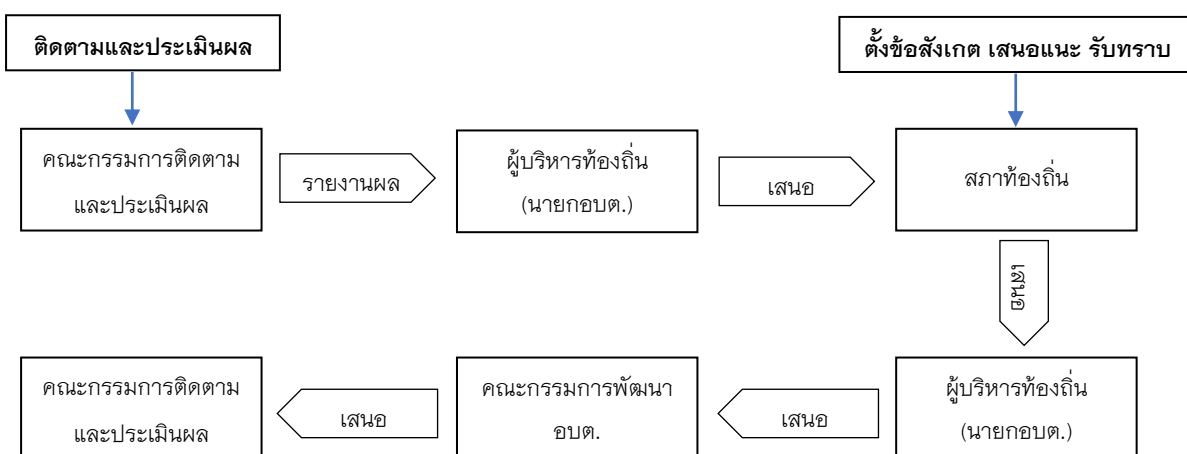 ติดตามและประเมินผล
ตั้งข้อสังเกต เสนอแนะ รับทราบ
คณะกรรมการติดตาม
และประเมินผล
รายงานผล
ผู้บริหารท้องถิ่น
(นายกอบต.)
เสนอ
สภาท้องถิ่น
เสนอ
ผู้บริหารท้องถิ่น
(นายกอบต.)
เสนอ
คณะกรรมการพัฒนา
อบต.
เสนอ
คณะกรรมการติดตาม
และประเมินผล